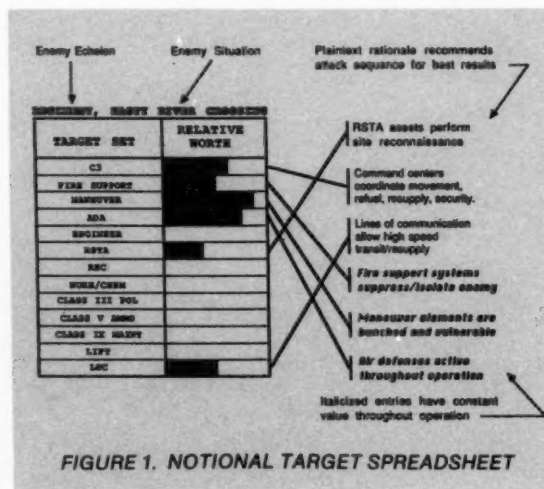 Enemy Echelon
Enemy Situation
Plaintext rationale recommends
attack sequence for best results
REGIMENT, HASTY RIVER CROSSING
TARGET SET
RELATIVE
WORTH
C3
FIRE SUPPORT
MANEUVER
ADA
ENGINEER
RSTA
REC
NUKE/CHEM
CLASS III POL
CLASS V AMMO
CLASS IX MAINT
LIFT
LOC
RSTA assets perform
site reconnaissance
Command centers
coordinate movement,
refuel, resupply, security.
Lines of communication
allow high speed
transit/resupply
Fire support systems
suppress/isolate enemy
Maneuver elements are
bunched and vulnerable
Air defenses active
throughout operation
Italicized entries have constant
value throughout operation
FIGURE 1. NOTIONAL TARGET SPREADSHEET